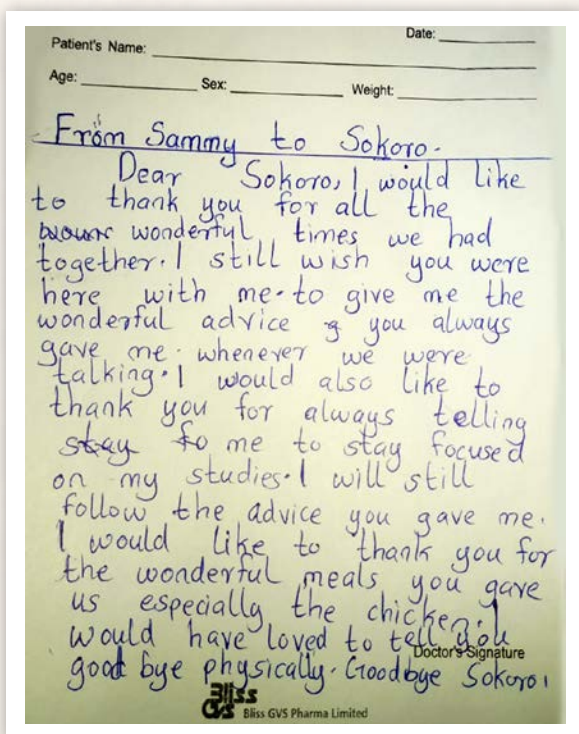 Date:
Patient's Name:
Age: Sex: Weight:
From Sammy to Sokoro.
Dear Sokoro, I would like
to thank you for all the
wonderful times we had
together. I still wish you were
here with me. to give me the
wonderful advice you always
gave me. whenever we were
talking. I would also like to
thank you for always telling
stay fo me to stay focused
on my studies. I will still
follow the advice you gave me.
I would like to thank you for
the wonderful meals you gave
us especially the chicken. I
would have loved to tell you
Doctor's Signature
good bye physically. Goodbye Sokoro,
Bliss
GVS Bliss GVS Pharma Limited